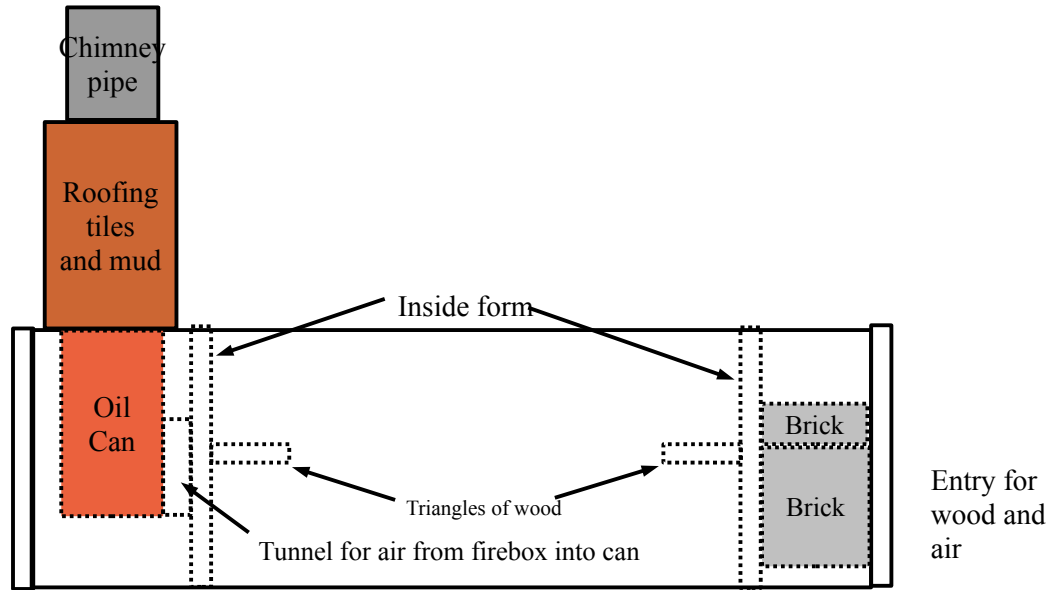 Chimney
pipe
Roofing
tiles
and mud
Inside form
Oil
Can
Brick
Brick
Triangles of wood
Tunnel for air from firebox into can
Entry for
wood and
air